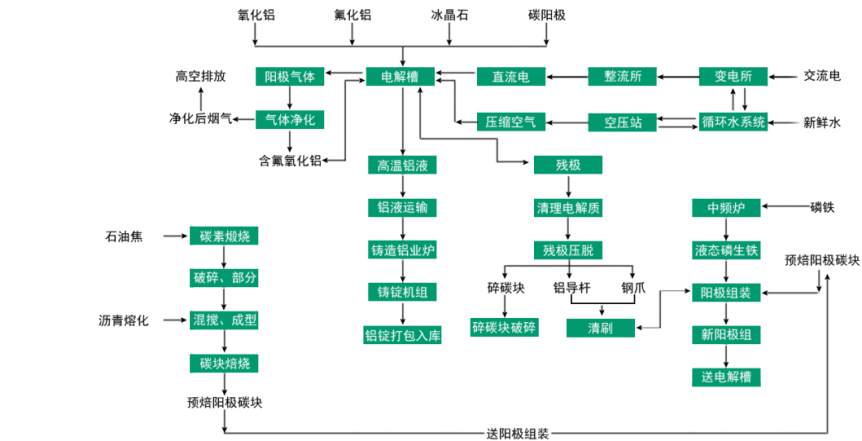 氧化铝
氟化铝
冰晶石
碳阳极
高空排放
阳极气体
电解槽
直流电
整流所
变电所
交流电
净化后烟气
气体净化
压缩空气
空压站
循环水系统
新鲜水
含氟氧化铝
高温铝液
残极
铝液运输
清理电解质
中频炉
磷铁
石油焦
碳素煅烧
铸造铝业炉
残极压脱
液态磷生铁
预焙阳极碳块
破碎、部分
铸锭机组
碎碳块
铝导杆
钢爪
阳极组装
沥青熔化
混搅、成型
铝锭打包入库
碎碳块破碎
清刷
新阳极组
碳块焙烧
送电解槽
预焙阳极碳块
送阳极组装